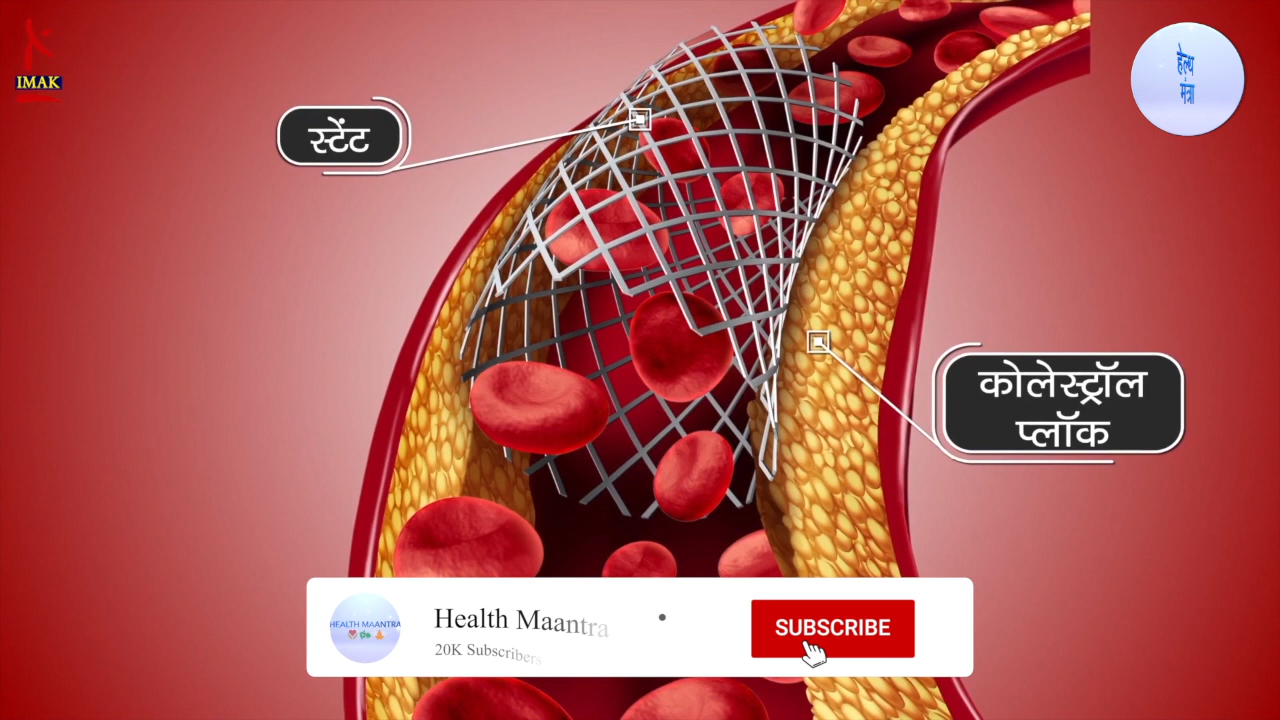 IMAK
हेल्थ
मंत्रा
स्टेंट
कोलेस्ट्रॉल
प्लॉक
HEALTH MAANTRA
Health Maantra
20K Subscribers
SUBSCRIBE